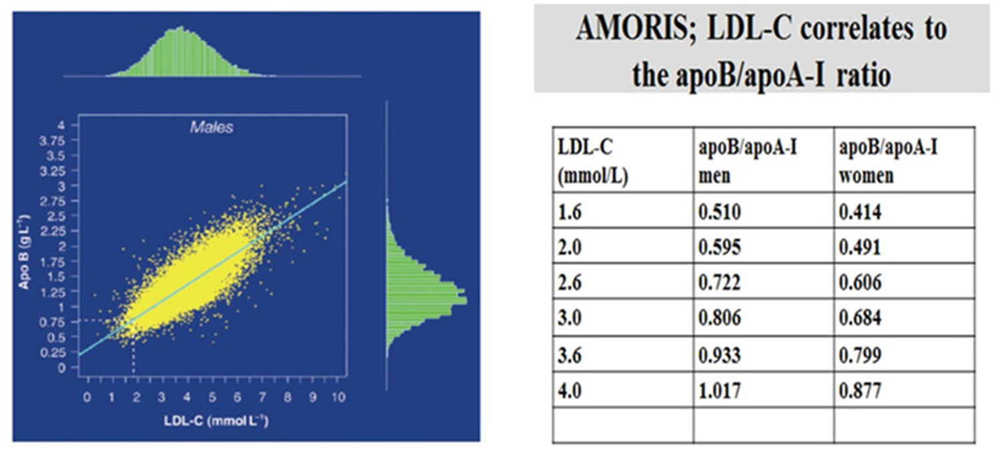 Males
4
3.75
3.5
3.25
3
2.75
2.5
2.25
2
1.75
1.5
1.25
1
0.75
0.5
0.25
0
Apo B (g L⁻¹)
0 1 2 3 4 5 6 7 8 9 10
LDL-C (mmol L⁻¹)
AMORIS; LDL-C correlates to
the apoB/apoA-I ratio
LDL-C (mmol/L) apoB/apoA-I men apoB/apoA-I women
1.6 0.510 0.414
2.0 0.595 0.491
2.6 0.722 0.606
3.0 0.806 0.684
3.6 0.933 0.799
4.0 1.017 0.877